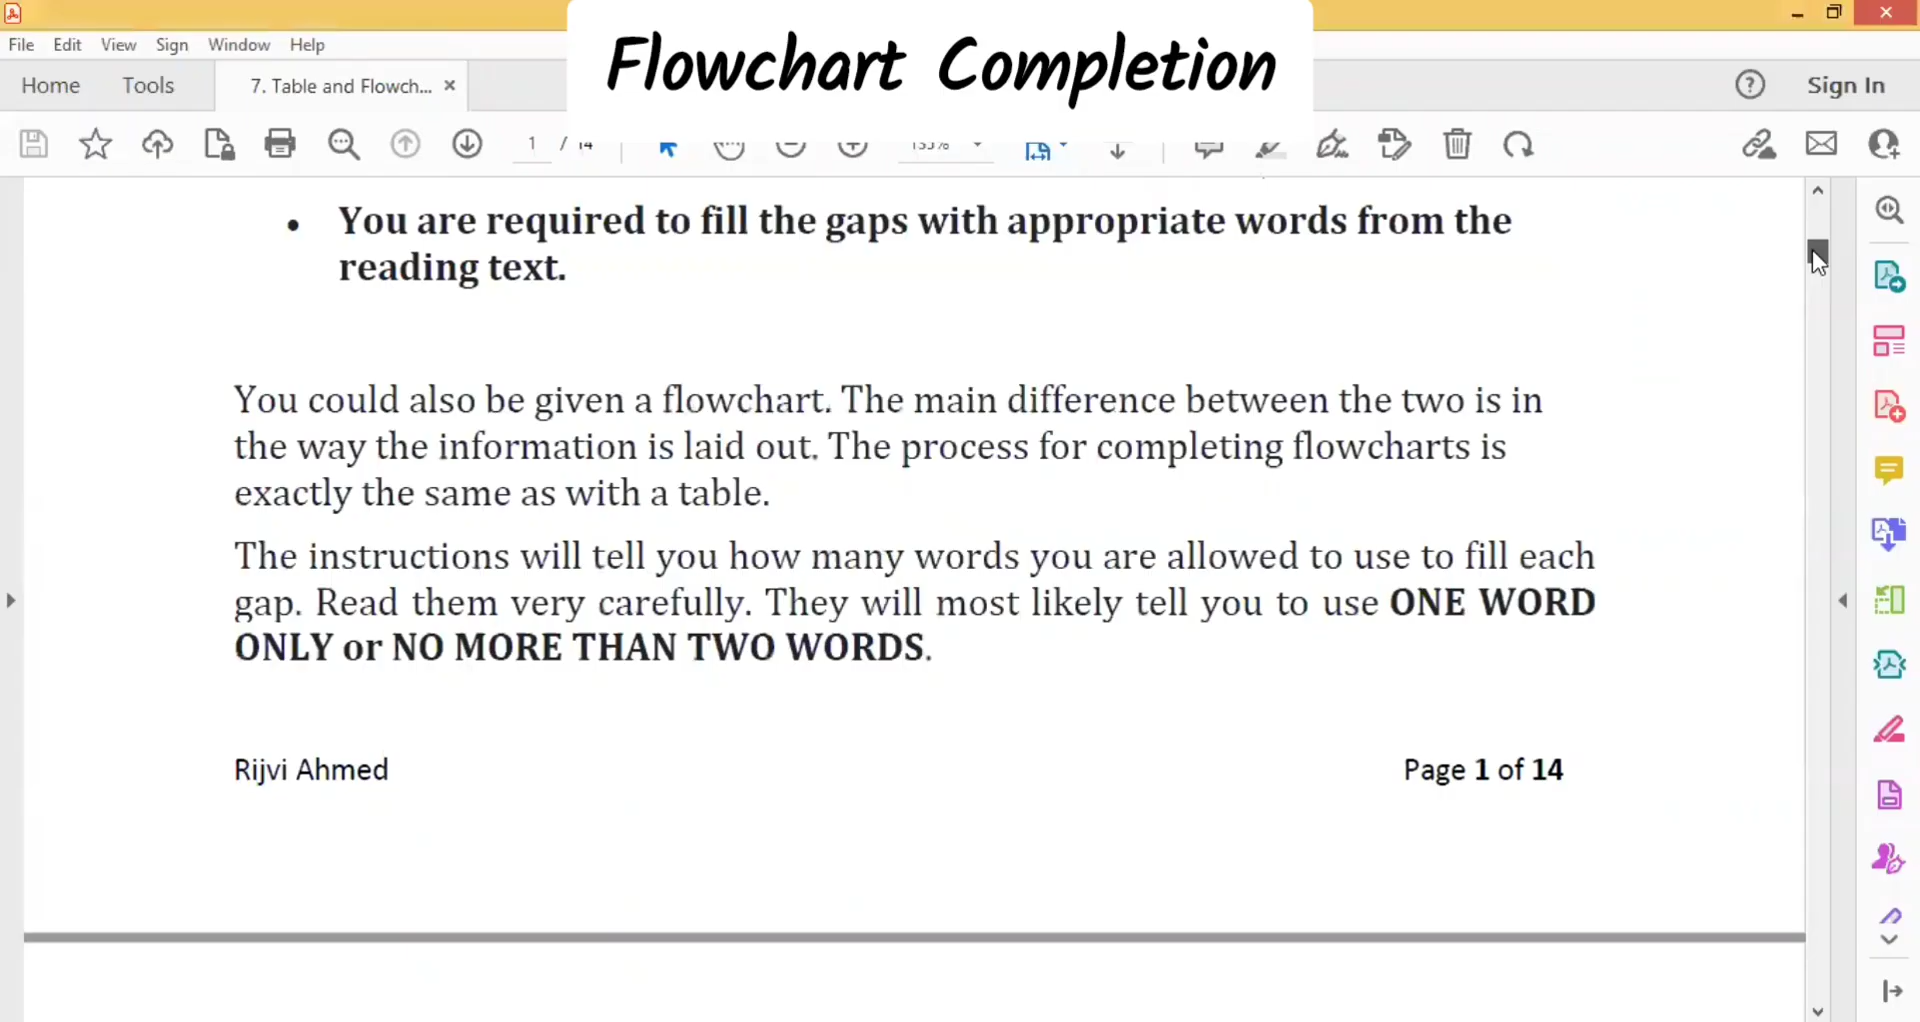 Flowchart Completion
File Edit View Sign Window Help
Home Tools 7. Table and Flowch... × Sign In
1 / 14
• You are required to fill the gaps with appropriate words from the
reading text.
You could also be given a flowchart. The main difference between the two is in
the way the information is laid out. The process for completing flowcharts is
exactly the same as with a table.
The instructions will tell you how many words you are allowed to use to fill each
gap. Read them very carefully. They will most likely tell you to use ONE WORD
ONLY or NO MORE THAN TWO WORDS.
Rijvi Ahmed Page 1 of 14